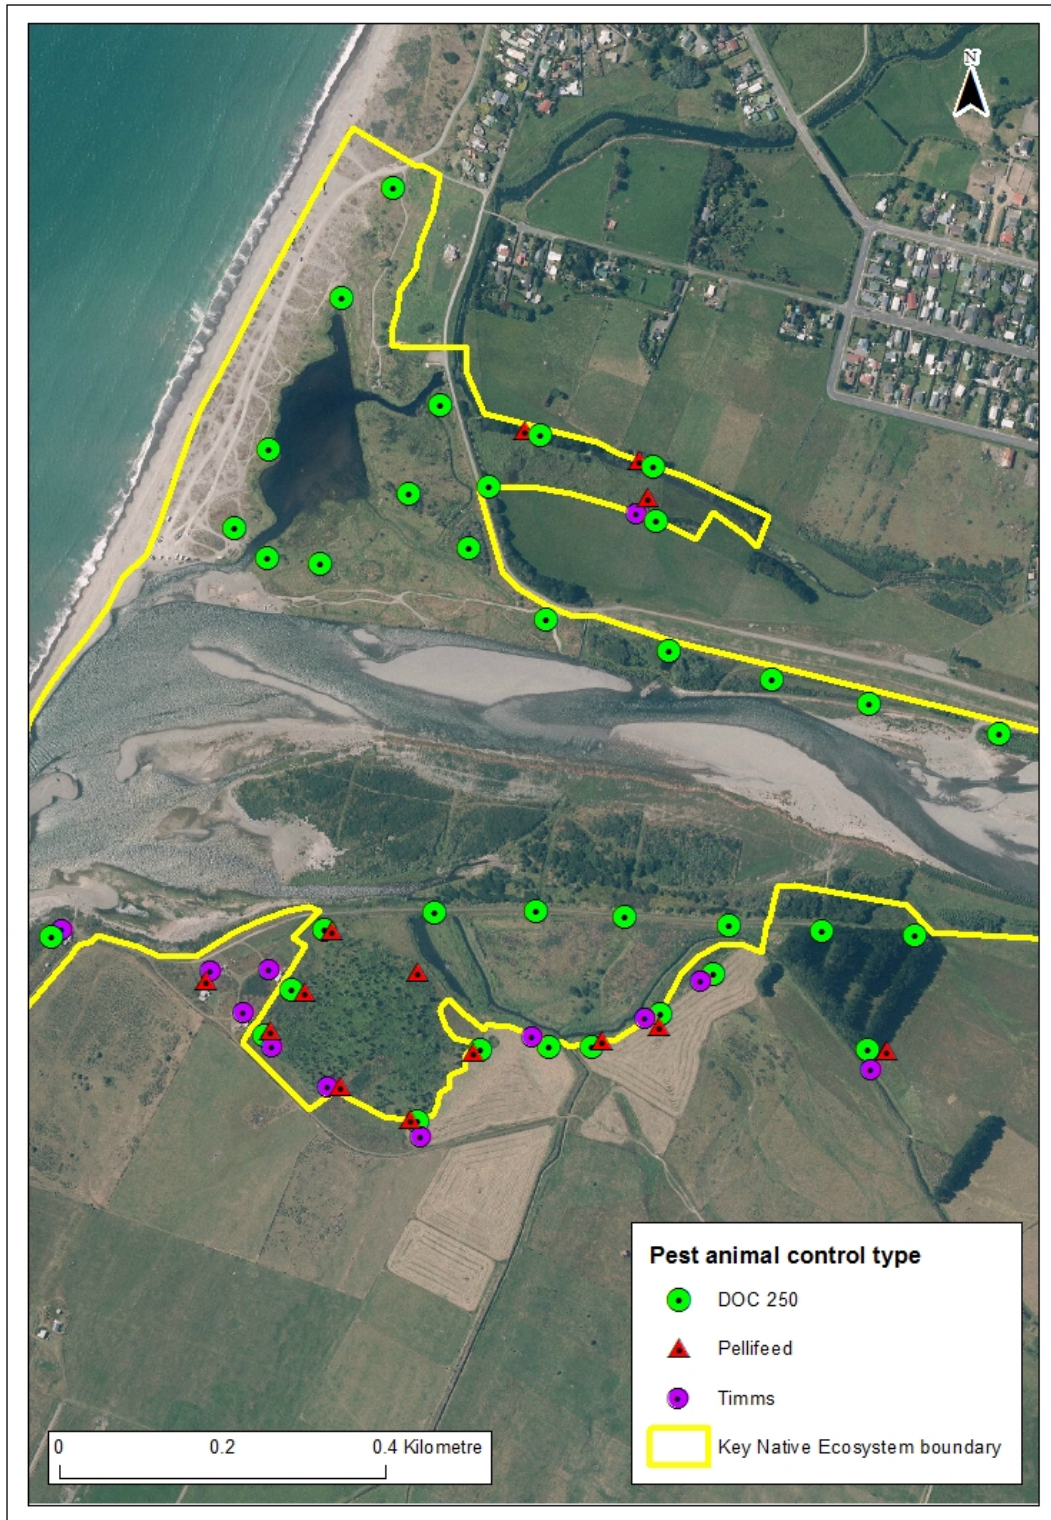 N
Pest animal control type
DOC 250
Pellifeed
Timms
Key Native Ecosystem boundary
0 0.2 0.4 Kilometre